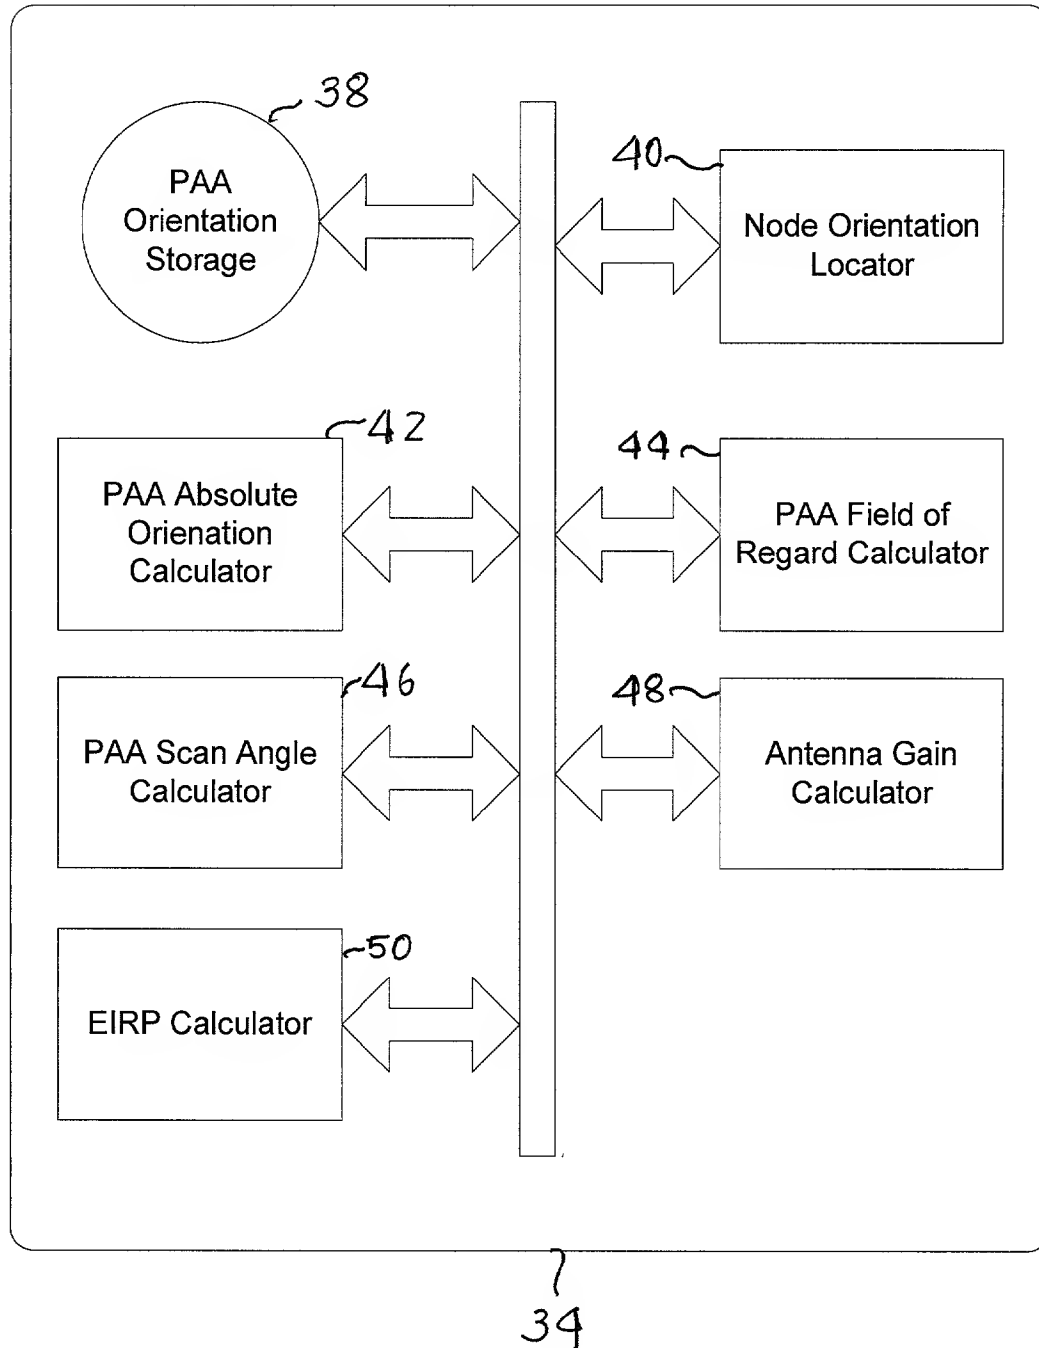 38
PAA
Orientation
Storage
40
Node Orientation
Locator
42
PAA Absolute
Orienation
Calculator
44
PAA Field of
Regard Calculator
46
PAA Scan Angle
Calculator
48
Antenna Gain
Calculator
50
EIRP Calculator
34